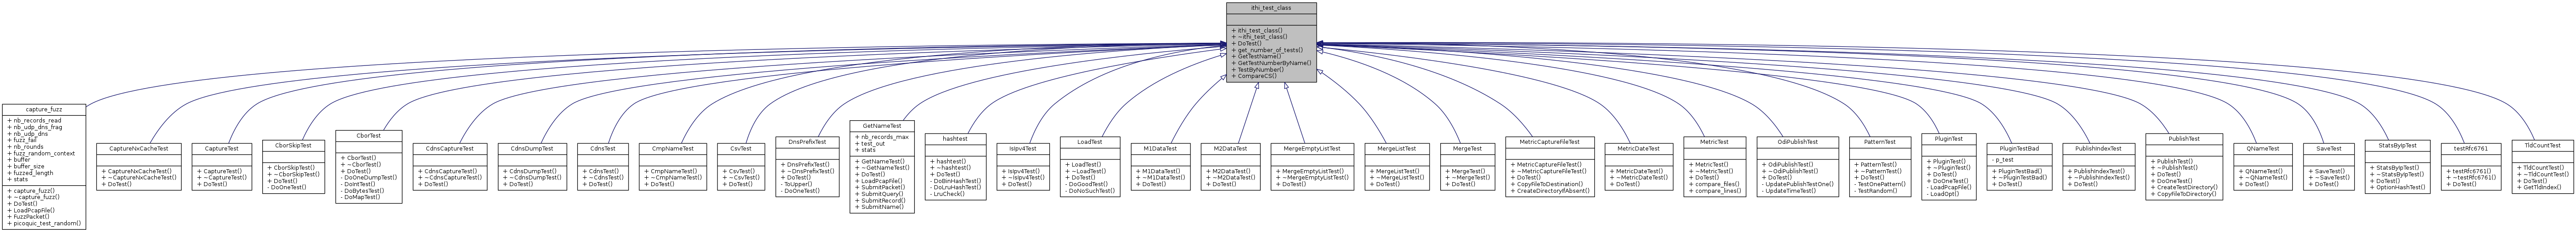 ithi_test_class
+ ithi_test_class()
+ ~ithi_test_class()
+ DoTest()
+ get_number_of_tests()
+ GetTestName()
+ GetTestNumberByName()
+ TestByNumber()
+ CompareCS()
capture_fuzz
+ nb_records_read
+ nb_udp_dns_frag
+ nb_udp_dns
+ fuzz_fail
+ nb_rounds
+ fuzz_random_context
+ buffer
+ buffer_size
+ fuzzed_length
+ stats
+ capture_fuzz()
+ ~capture_fuzz()
+ DoTest()
+ LoadPcapFile()
+ FuzzPacket()
+ picoquic_test_random()
CaptureNxCacheTest
+ CaptureNxCacheTest()
+ ~CaptureNxCacheTest()
+ DoTest()
CaptureTest
+ CaptureTest()
+ ~CaptureTest()
+ DoTest()
CborSkipTest
+ CborSkipTest()
+ ~CborSkipTest()
+ DoTest()
- DoOneTest()
CborTest
+ CborTest()
+ ~CborTest()
+ DoTest()
- DoOneDumpTest()
- DoIntTest()
- DoBytesTest()
- DoMapTest()
CdnsCaptureTest
+ CdnsCaptureTest()
+ ~CdnsCaptureTest()
+ DoTest()
CdnsDumpTest
+ CdnsDumpTest()
+ ~CdnsDumpTest()
+ DoTest()
CdnsTest
+ CdnsTest()
+ ~CdnsTest()
+ DoTest()
CmpNameTest
+ CmpNameTest()
+ ~CmpNameTest()
+ DoTest()
CsvTest
+ CsvTest()
+ ~CsvTest()
+ DoTest()
DnsPrefixTest
+ DnsPrefixTest()
+ ~DnsPrefixTest()
+ DoTest()
- ToUpper()
- DoOneTest()
GetNameTest
+ nb_records_max
+ test_out
+ stats
+ GetNameTest()
+ ~GetNameTest()
+ DoTest()
+ LoadPcapFile()
+ SubmitPacket()
+ SubmitQuery()
+ SubmitRecord()
+ SubmitName()
hashtest
+ hashtest()
+ ~hashtest()
+ DoTest()
- DoBinHashTest()
- DoLruHashTest()
- LruCheck()
IsIpv4Test
+ IsIpv4Test()
+ ~IsIpv4Test()
+ DoTest()
LoadTest
+ LoadTest()
+ ~LoadTest()
+ DoTest()
- DoGoodTest()
- DoNoSuchTest()
M1DataTest
+ M1DataTest()
+ ~M1DataTest()
+ DoTest()
M2DataTest
+ M2DataTest()
+ ~M2DataTest()
+ DoTest()
MergeEmptyListTest
+ MergeEmptyListTest()
+ ~MergeEmptyListTest()
+ DoTest()
MergeListTest
+ MergeListTest()
+ ~MergeListTest()
+ DoTest()
MergeTest
+ MergeTest()
+ ~MergeTest()
+ DoTest()
MetricCaptureFileTest
+ MetricCaptureFileTest()
+ ~MetricCaptureFileTest()
+ DoTest()
+ CopyFileToDestination()
+ CreateDirectoryIfAbsent()
MetricDateTest
+ MetricDateTest()
+ ~MetricDateTest()
+ DoTest()
MetricTest
+ MetricTest()
+ ~MetricTest()
+ DoTest()
+ compare_files()
+ compare_lines()
OdiPublishTest
+ OdiPublishTest()
+ ~OdiPublishTest()
+ DoTest()
- UpdatePublishTestOne()
- UpdateTimeTest()
PatternTest
+ PatternTest()
+ ~PatternTest()
+ DoTest()
- TestOnePattern()
- TestRandom()
PluginTest
+ PluginTest()
+ ~PluginTest()
+ DoTest()
+ DoOneTest()
- LoadPcapFile()
- LoadOpt()
PluginTestBad
- p_test
+ PluginTestBad()
+ ~PluginTestBad()
+ DoTest()
PublishIndexTest
+ PublishIndexTest()
+ ~PublishIndexTest()
+ DoTest()
PublishTest
+ PublishTest()
+ ~PublishTest()
+ DoTest()
+ DoOneTest()
+ CreateTestDirectory()
+ CopyFileToDirectory()
QNameTest
+ QNameTest()
+ ~QNameTest()
+ DoTest()
SaveTest
+ SaveTest()
+ ~SaveTest()
+ DoTest()
StatsByIpTest
+ StatsByIpTest()
+ ~StatsByIpTest()
+ DoTest()
+ OptionHashTest()
testRfc6761
+ testRfc6761()
+ ~testRfc6761()
+ DoTest()
TldCountTest
+ TldCountTest()
+ ~TldCountTest()
+ DoTest()
+ GetTldIndex()